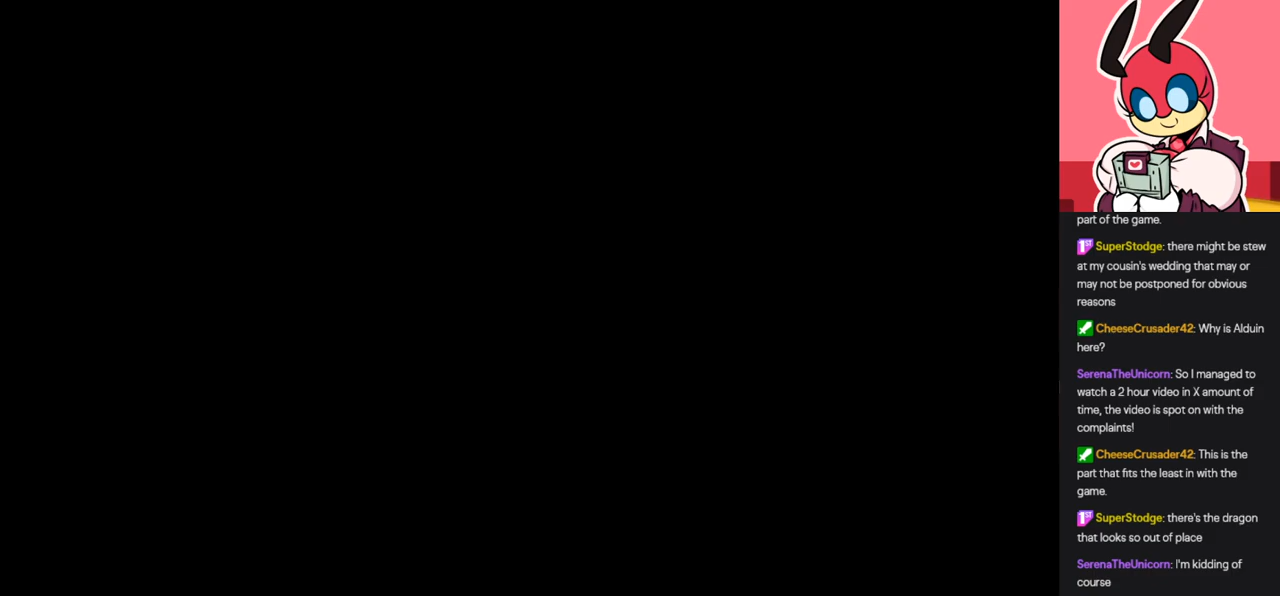 part of the game.
1ST SuperStodge: there might be stew
at my cousin's wedding that may or
may not be postponed for obvious
reasons
CheeseCrusader42: Why is Alduin
here?
SerenaTheUnicorn: So I managed to
watch a 2 hour video in X amount of
time, the video is spot on with the
complaints!
CheeseCrusader42: This is the
part that fits the least in with the
game.
1ST SuperStodge: there's the dragon
that looks so out of place
SerenaTheUnicorn: I'm kidding of
course